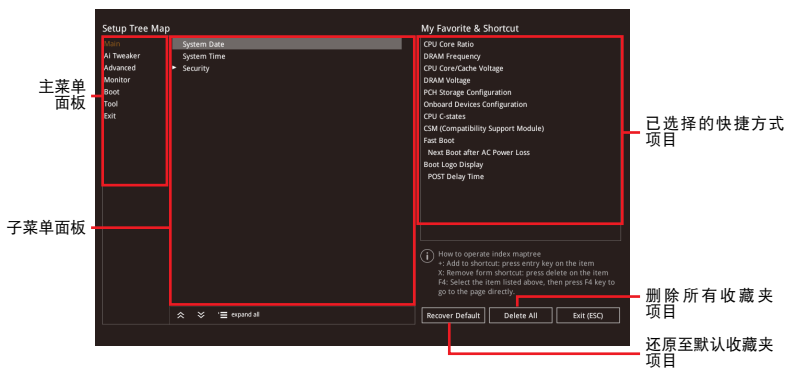 Setup Tree Map
My Favorite & Shortcut
Main
Ai Tweaker
Advanced
Monitor
Boot
Tool
Exit
System Date
System Time
Security
CPU Core Ratio
DRAM Frequency
CPU Core/Cache Voltage
DRAM Voltage
PCH Storage Configuration
Onboard Devices Configuration
CPU C-states
CSM (Compatibility Support Module)
Fast Boot
Next Boot after AC Power Loss
Boot Logo Display
POST Delay Time
主菜单
面板
子菜单面板
已选择的快捷方式
项目
How to operate index maptree
+: Add to shortcut: press entry key on the item
X: Remove form shortcut: press delete on the item
F4: Select the item listed above, then press F4 key to
go to the page directly.
expand all
Recover Default
Delete All
Exit (ESC)
删除所有收藏夹
项目
还原至默认收藏夹
项目